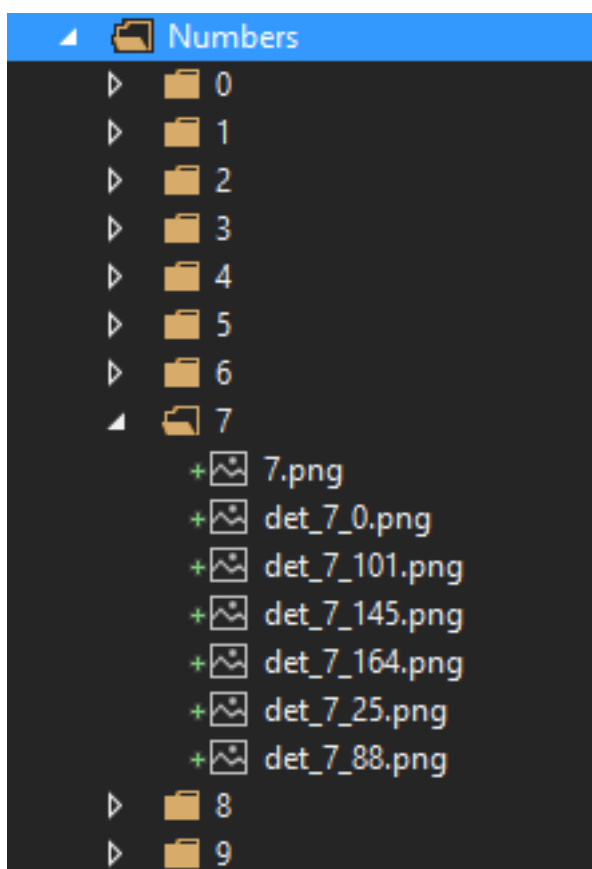 Numbers
0
1
2
3
4
5
6
7
7.png
det_7_0.png
det_7_101.png
det_7_145.png
det_7_164.png
det_7_25.png
det_7_88.png
8
9